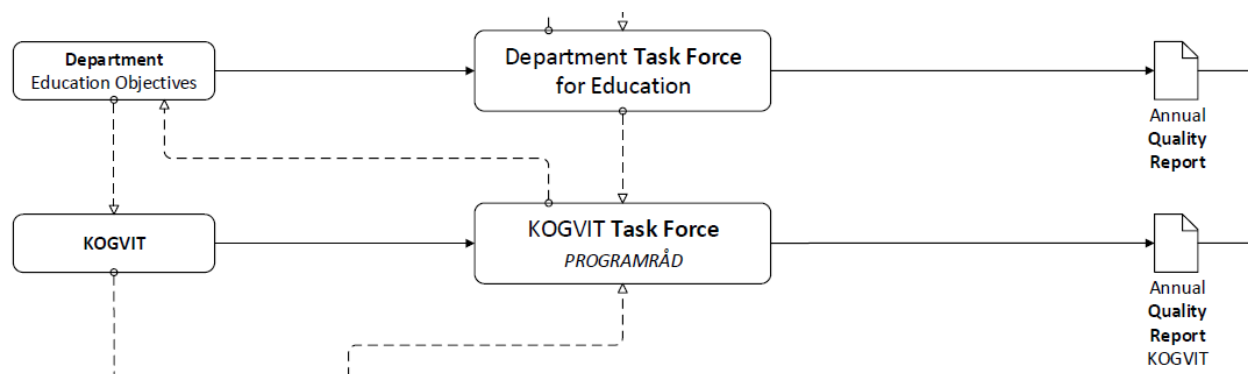 Department
Education Objectives
Department Task Force
for Education
Annual
Quality
Report
KOGVIT
KOGVIT Task Force
PROGRAMRÅD
Annual
Quality
Report
KOGVIT